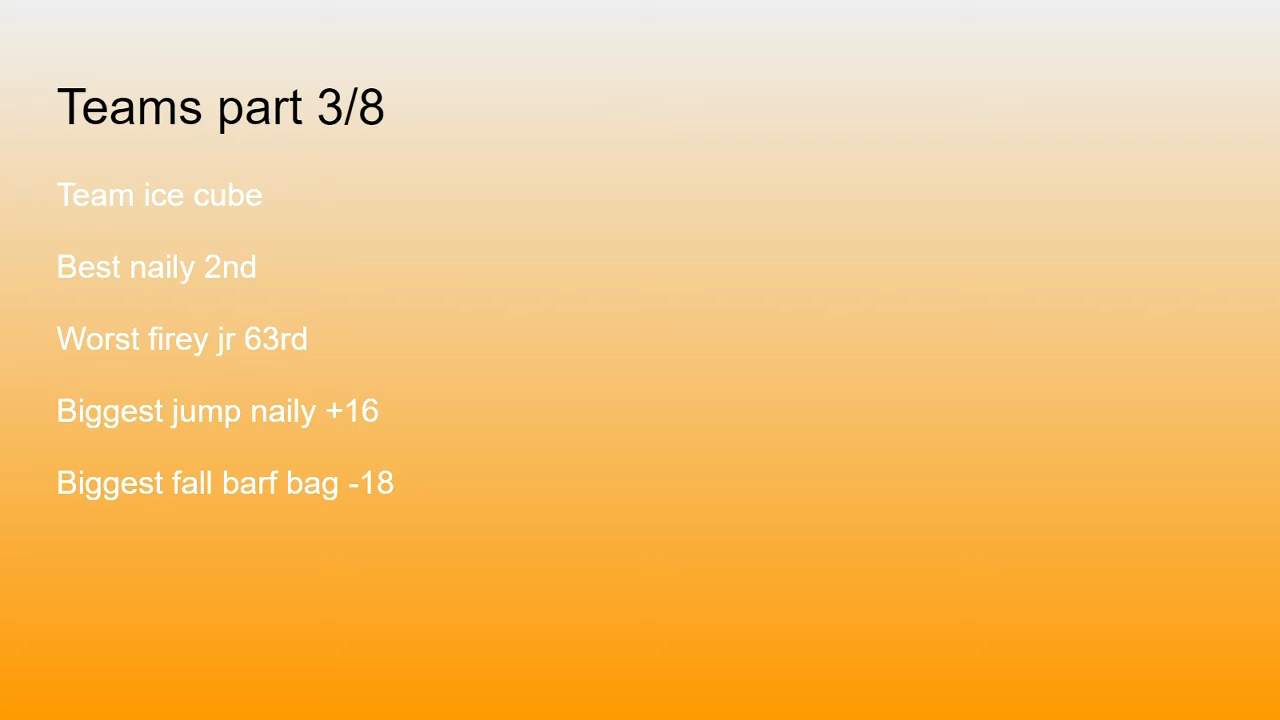 Teams part 3/8
Team ice cube
Best naily 2nd
Worst firey jr 63rd
Biggest jump naily +16
Biggest fall barf bag -18